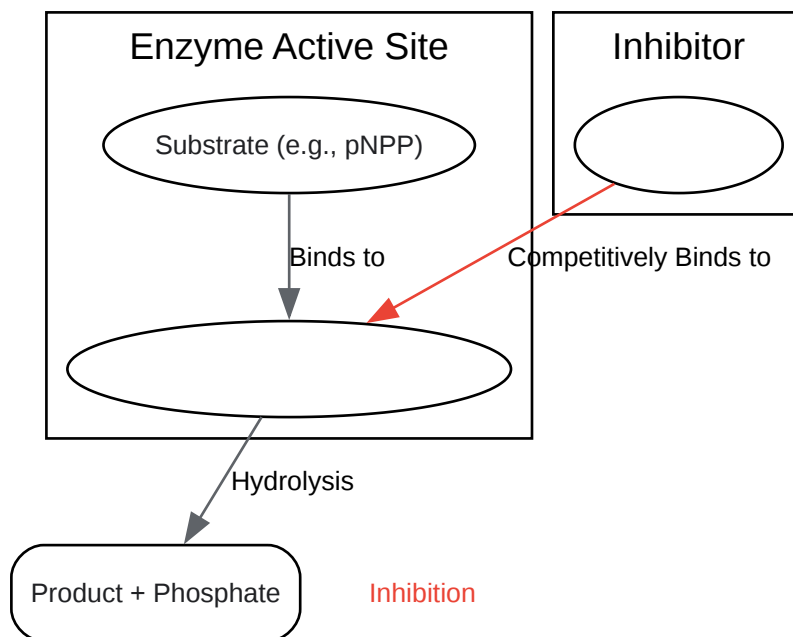 Enzyme Active Site
Inhibitor
Substrate (e.g., pNPP)
Binds to
Competitively Binds to
Hydrolysis
Product + Phosphate
Inhibition